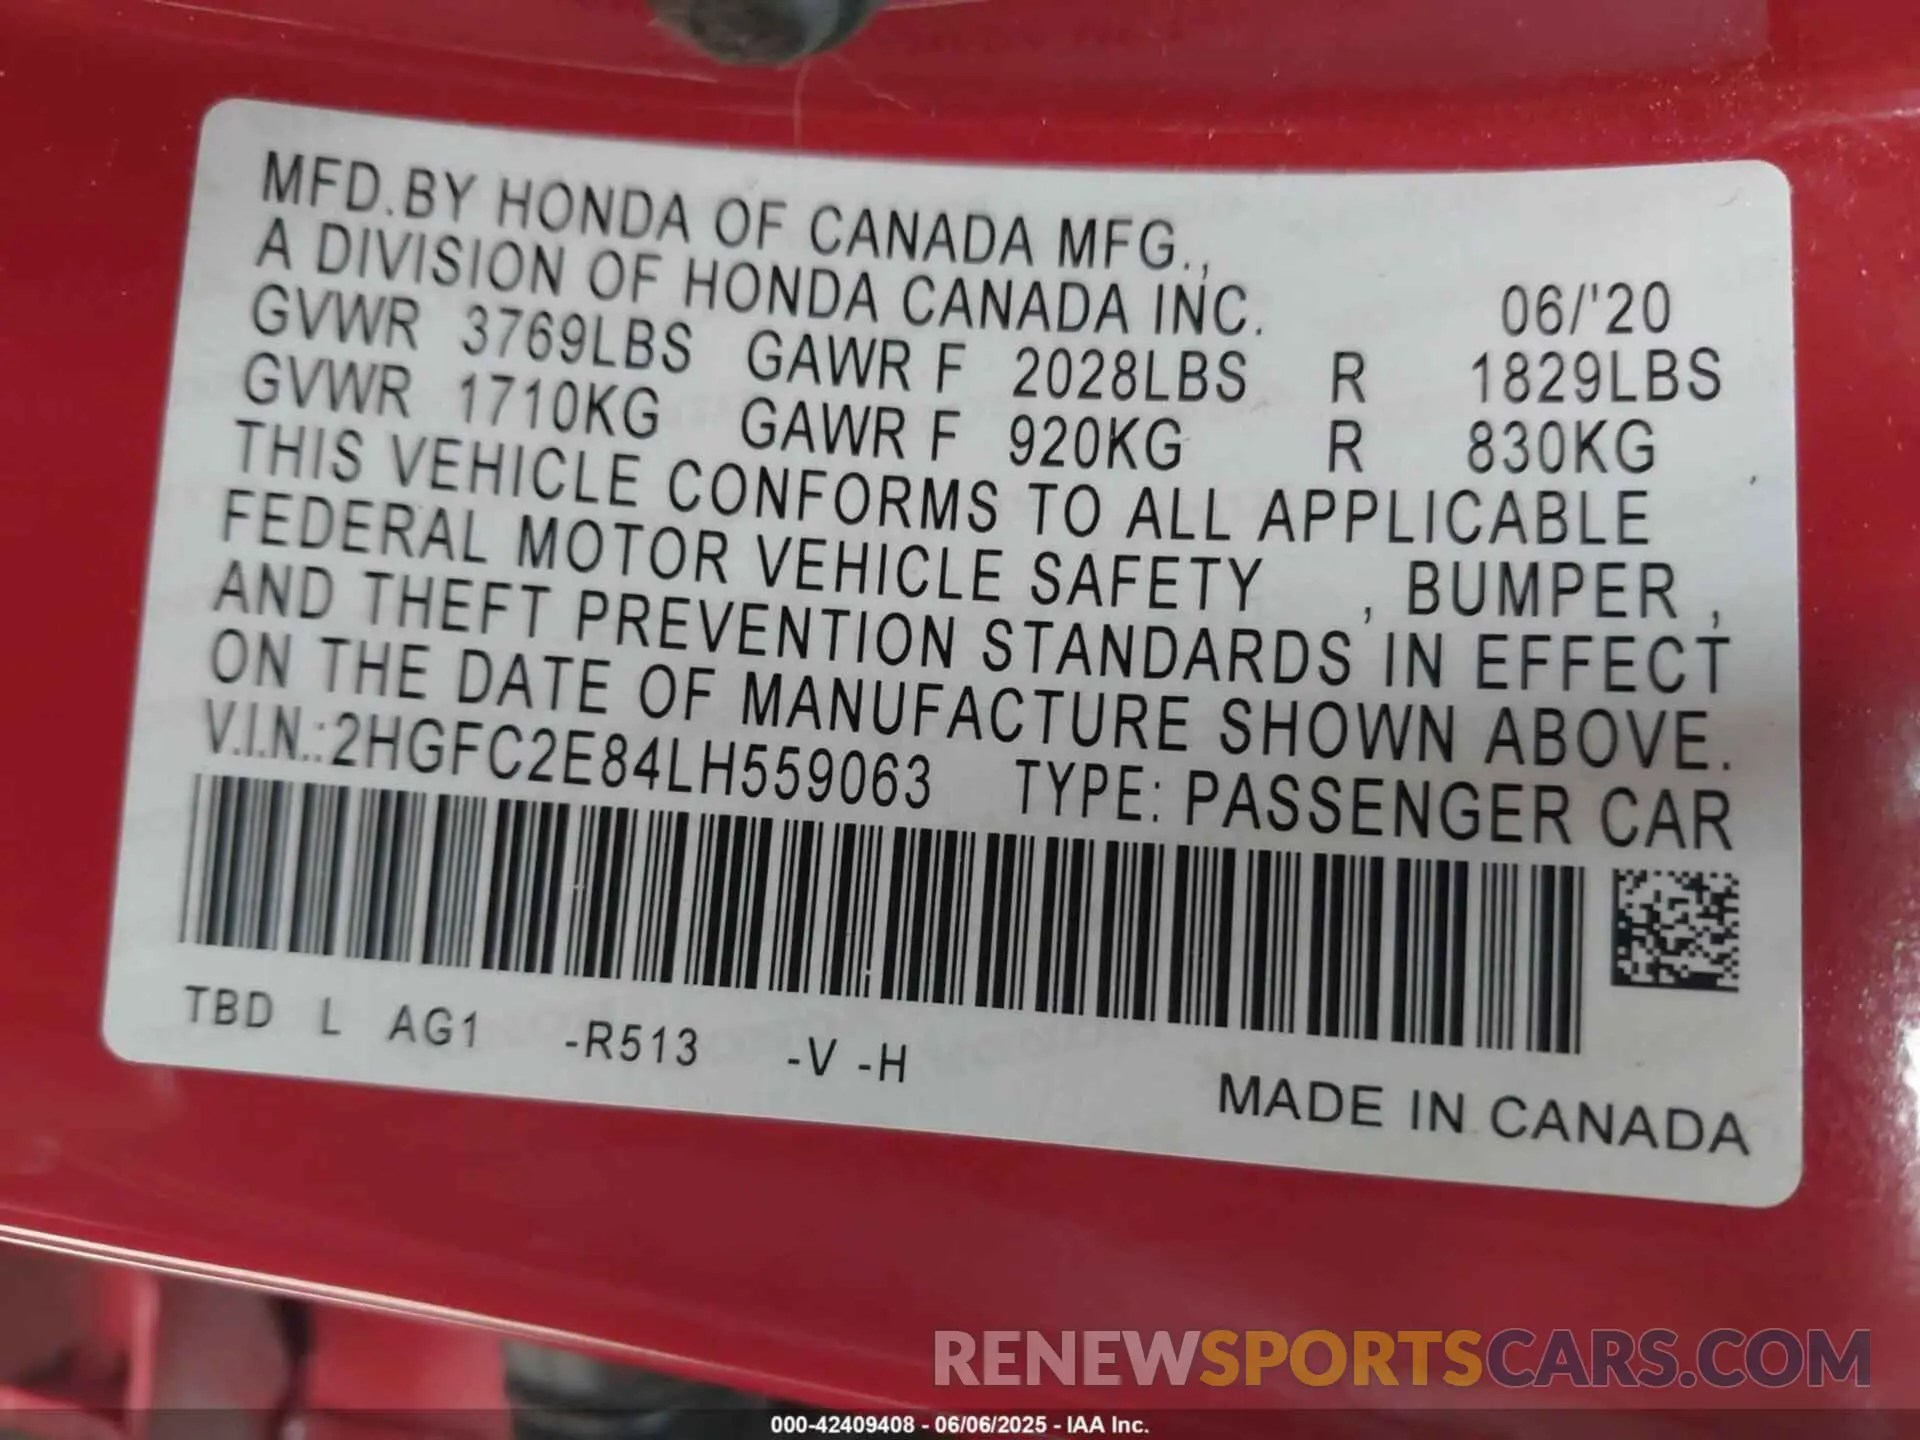 MFD.BY HONDA OF CANADA MFG.,
A DIVISION OF HONDA CANADA INC. 06/'20
GVWR 3769LBS GAWR F 2028LBS R 1829LBS
GVWR 1710KG GAWR F 920KG R 830KG
THIS VEHICLE CONFORMS TO ALL APPLICABLE
FEDERAL MOTOR VEHICLE SAFETY , BUMPER ,
AND THEFT PREVENTION STANDARDS IN EFFECT
ON THE DATE OF MANUFACTURE SHOWN ABOVE.
V.I.N.:2HGFC2E84LH559063 TYPE: PASSENGER CAR
TBD L AG1 -R513 -V -H
MADE IN CANADA
RENEWSPORTSCARS.COM
000-42409408 - 06/06/2025 - IAA Inc.